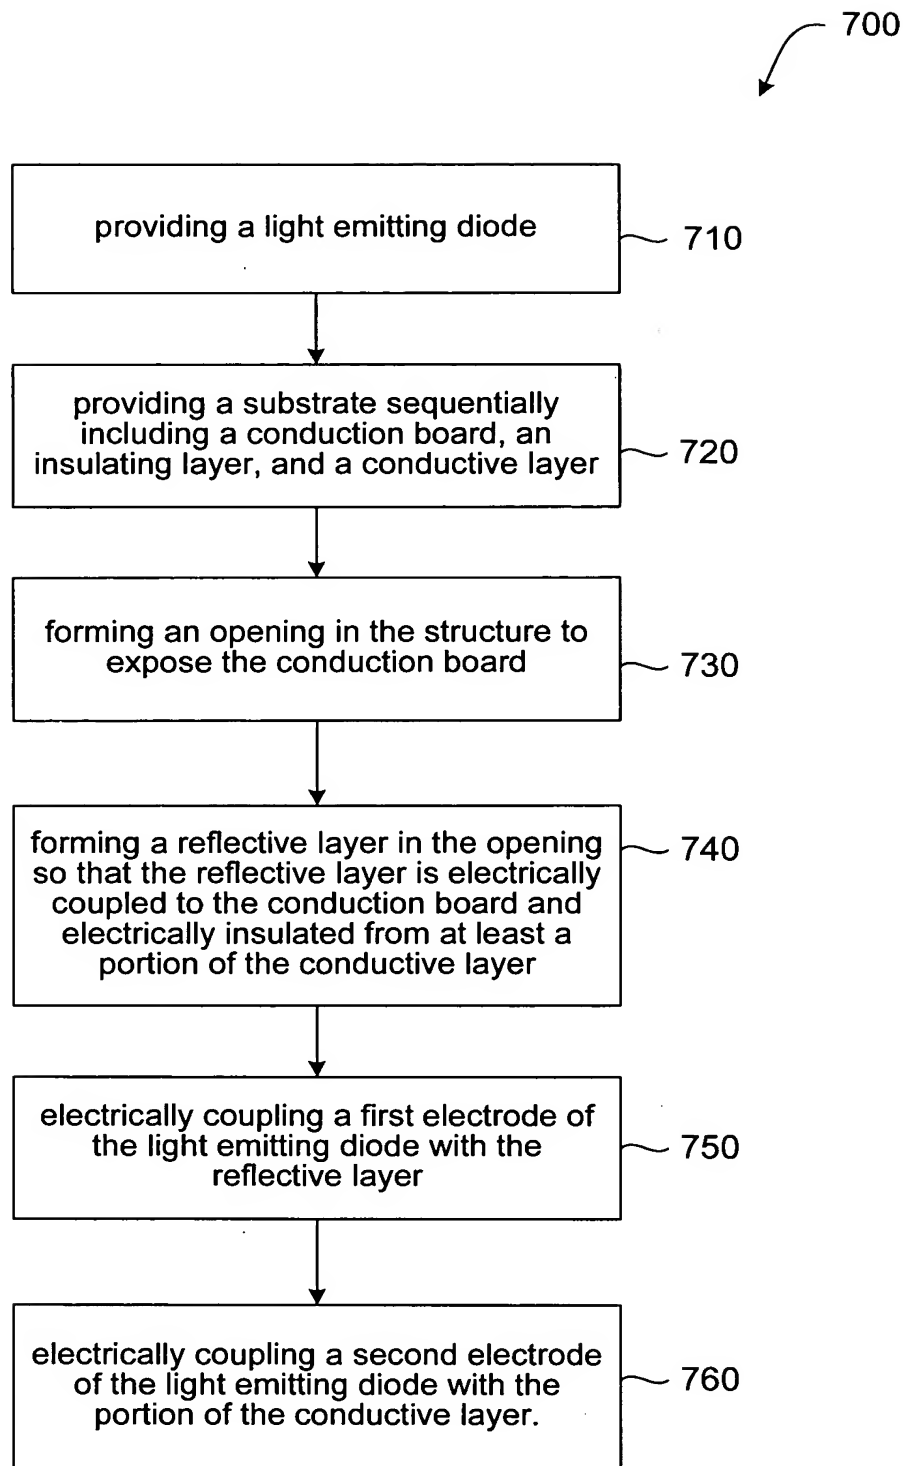 700
providing a light emitting diode
710
providing a substrate sequentially
including a conduction board, an
insulating layer, and a conductive layer
720
forming an opening in the structure to
expose the conduction board
730
forming a reflective layer in the opening
so that the reflective layer is electrically
coupled to the conduction board and
electrically insulated from at least a
portion of the conductive layer
740
electrically coupling a first electrode of
the light emitting diode with the
reflective layer
750
electrically coupling a second electrode
of the light emitting diode with the
portion of the conductive layer.
760